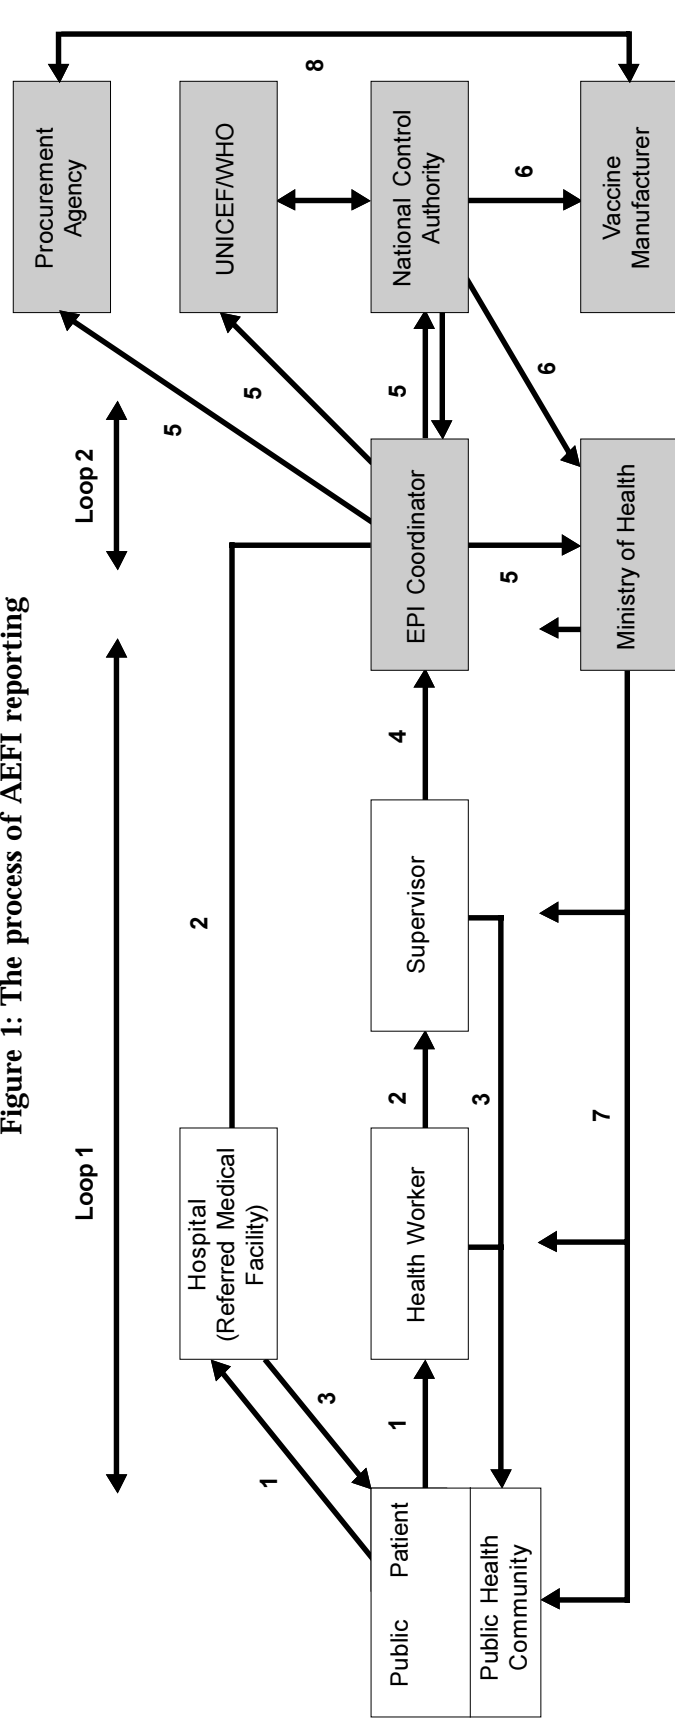 Figure 1: The process of AEFI reporting
Loop 1
Loop 2
Procurement
Agency
8
5
Hospital
(Referred Medical
Facility)
2
5
UNICEF/WHO
1
3
Public
Patient
1
Health Worker
2
Supervisor
4
EPI Coordinator
5
National Control
Authority
3
5
6
6
Public Health
Community
7
Ministry of Health
Vaccine
Manufacturer